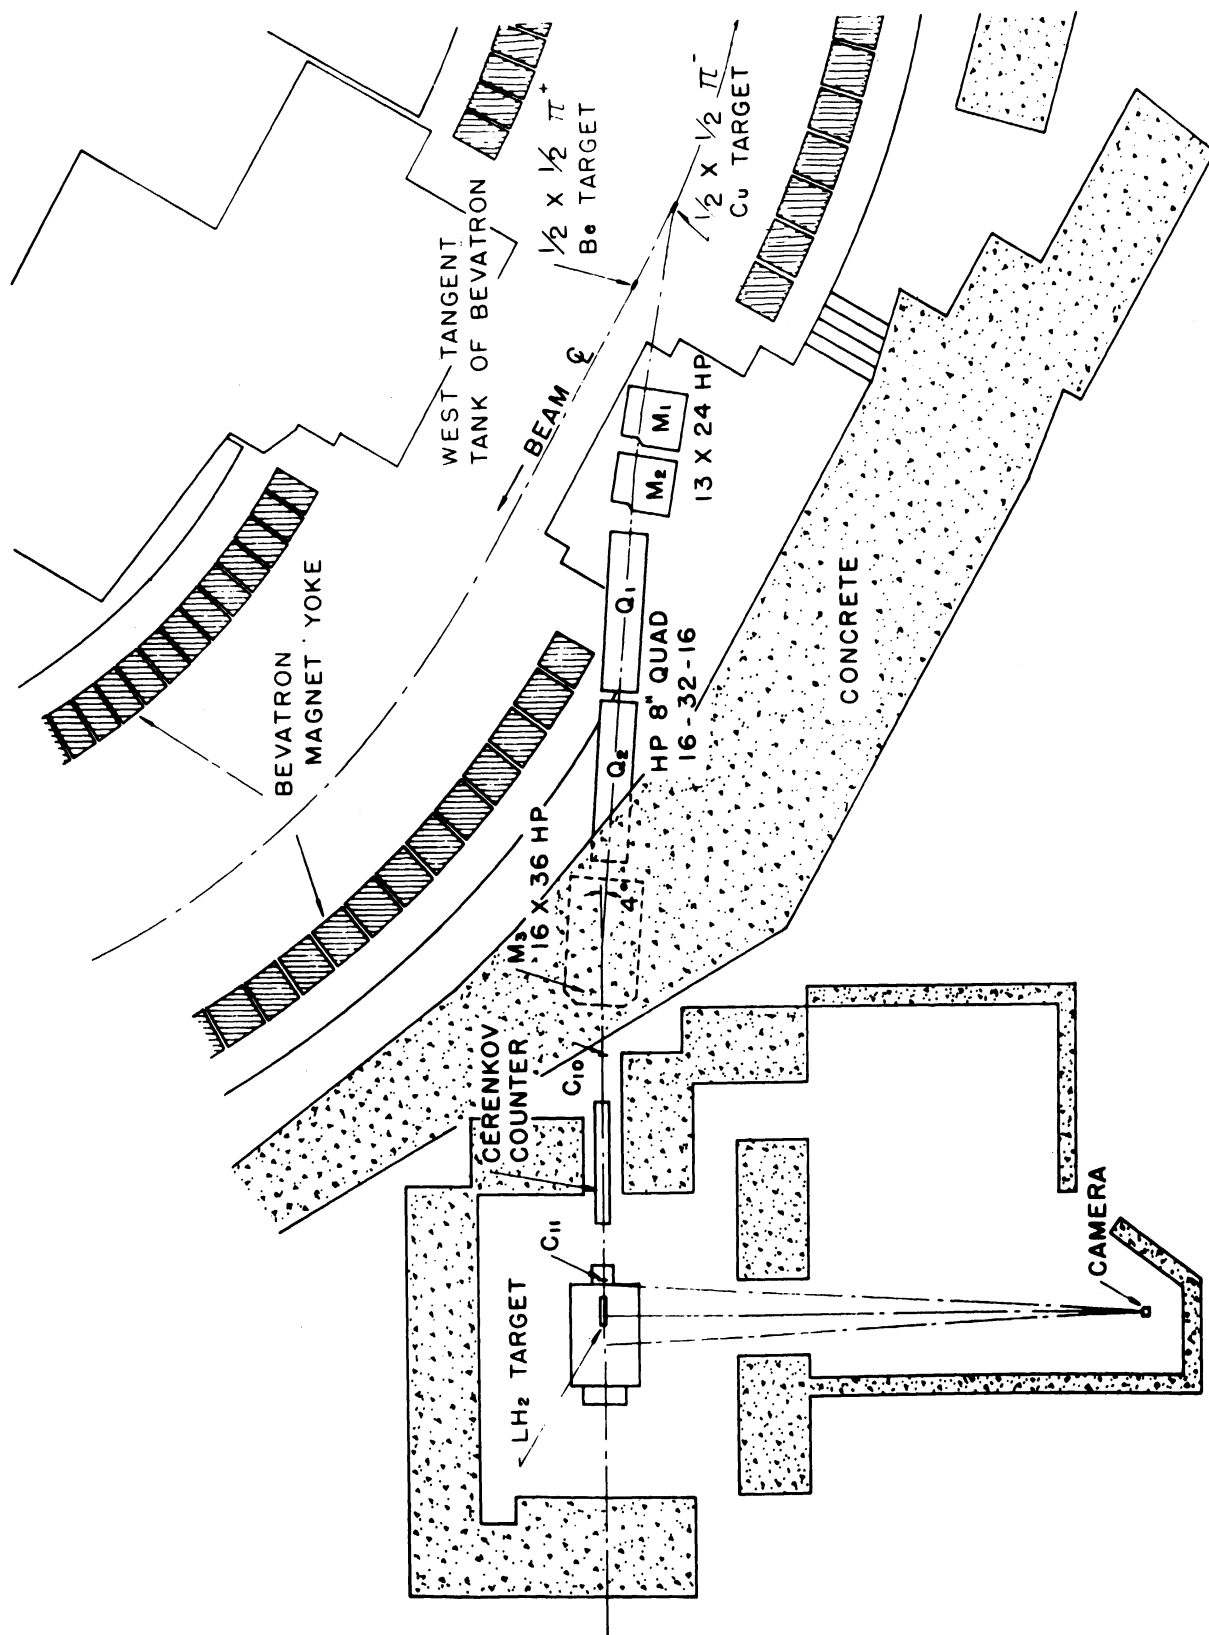 WEST TANGENT
TANK OF BEVATRON
1/2 X 1/2 π⁺
Be TARGET
1/2 X 1/2 π⁻
Cu TARGET
BEAM ℄
BEVATRON
MAGNET YOKE
M₁
M₂
13 X 24 HP
Q₁
Q₂
HP 8" QUAD
16-32-16
CONCRETE
M₃
16 X 36 HP
4°
C₁₀
CERENKOV
COUNTER
C₁₁
LH₂ TARGET
CAMERA